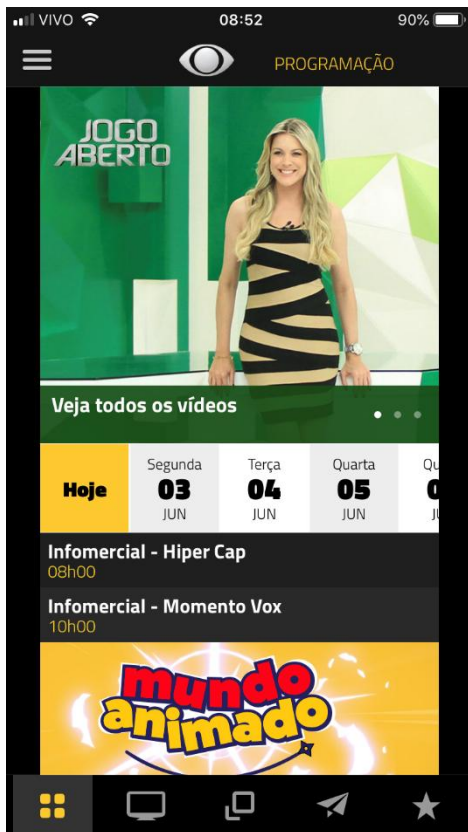 VIVO 08:52 90%
PROGRAMAÇÃO
JOGO
ABERTO
Veja todos os vídeos
Hoje
Segunda
03
JUN
Terça
04
JUN
Quarta
05
JUN
Qu
Infomercial - Hiper Cap
08h00
Infomercial - Momento Vox
10h00
mundo
animado